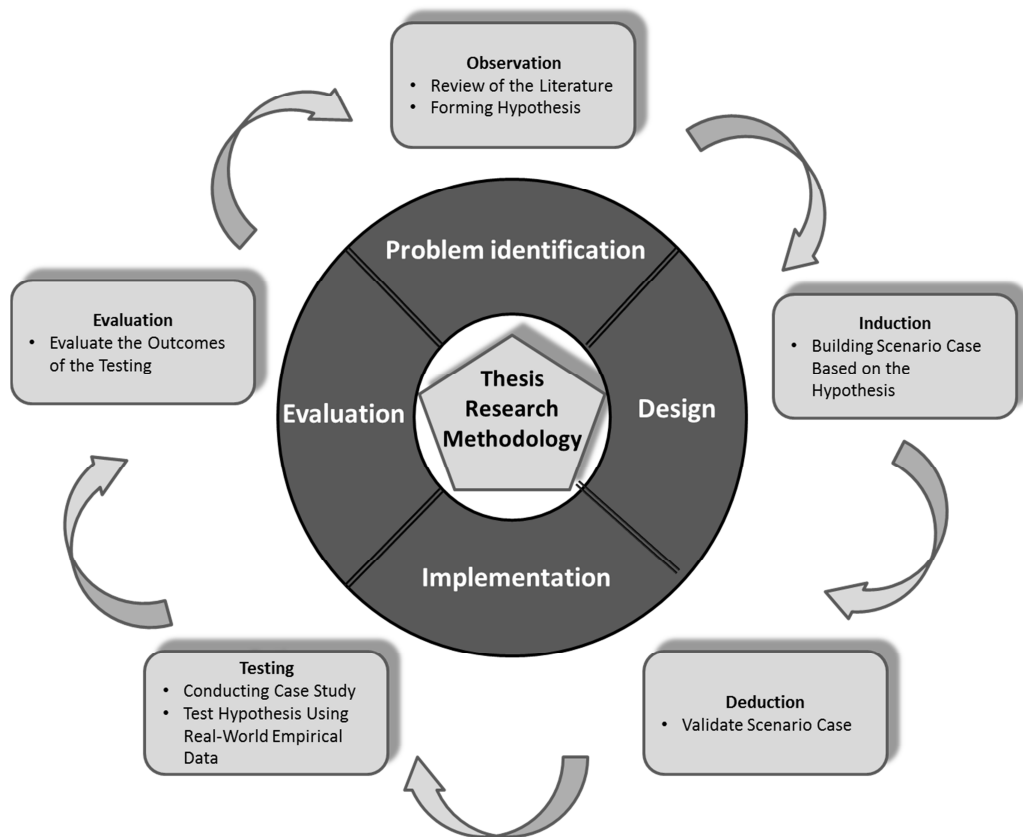 Observation
• Review of the Literature
• Forming Hypothesis
Problem identification
Evaluation
• Evaluate the Outcomes
of the Testing
Induction
• Building Scenario Case
Based on the
Hypothesis
Thesis
Research
Methodology
Evaluation
Design
Implementation
Testing
• Conducting Case Study
• Test Hypothesis Using
Real-World Empirical
Data
Deduction
• Validate Scenario Case